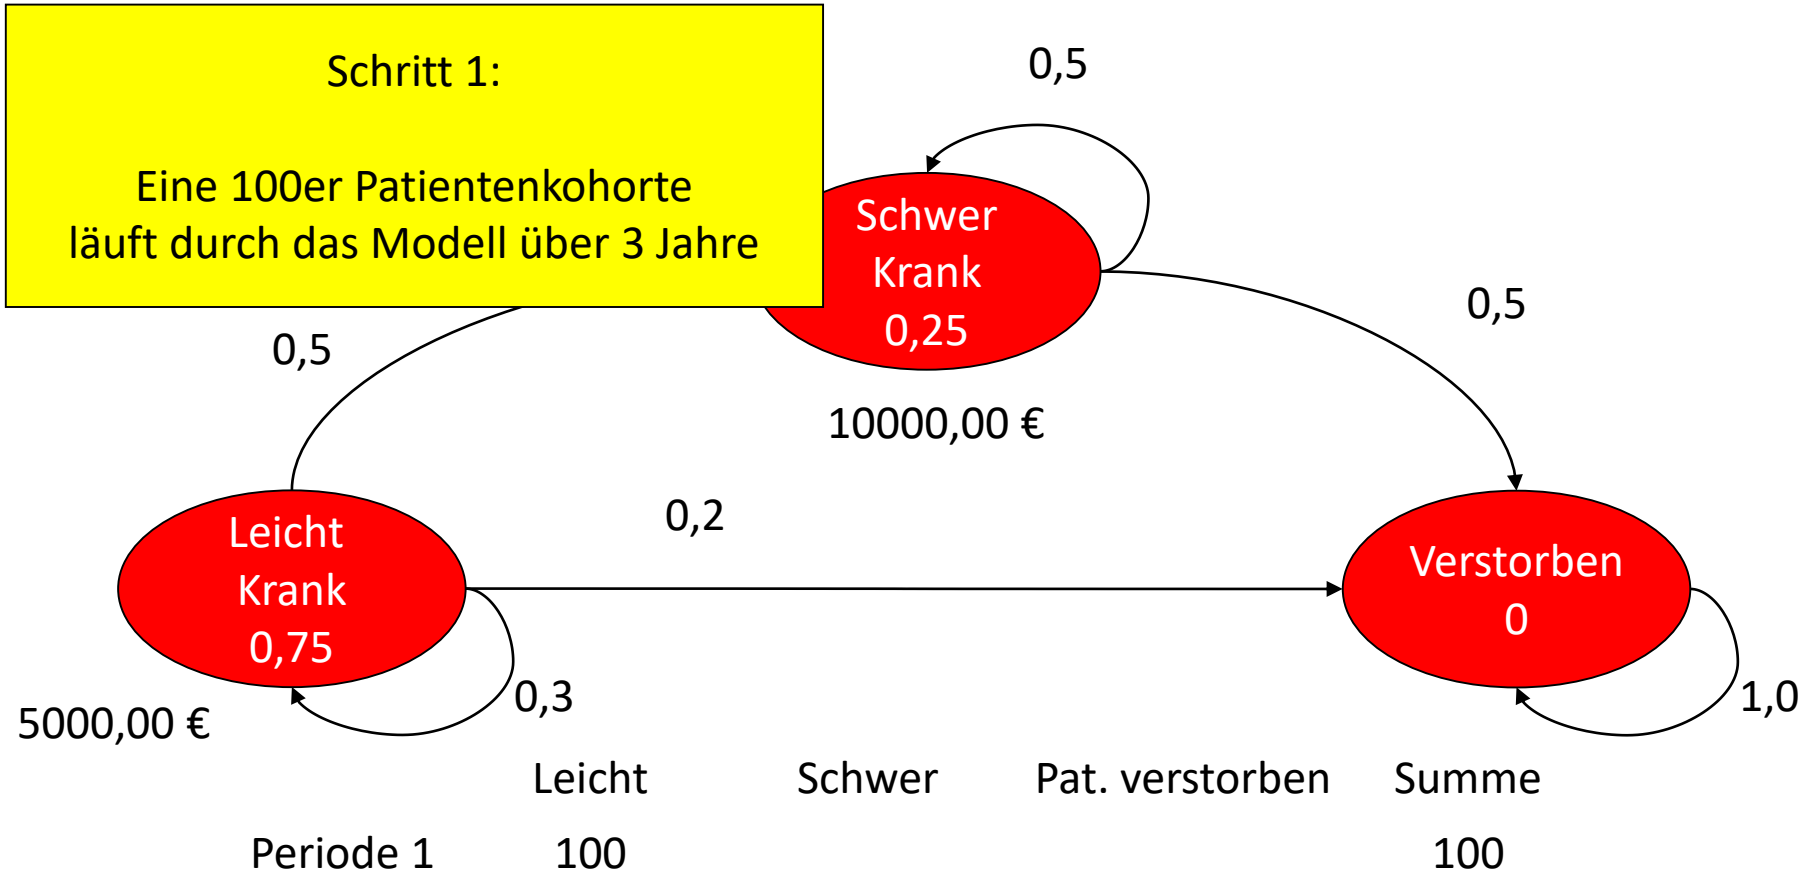 Schritt 1:
Eine 100er Patientenkohorte
läuft durch das Modell über 3 Jahre
0,5
Schwer
Krank
0,25
0,5
0,5
10000,00 €
0,2
Leicht
Krank
0,75
Verstorben
0
0,3
1,0
5000,00 €
Leicht Schwer Pat. verstorben Summe
Periode 1 100 100